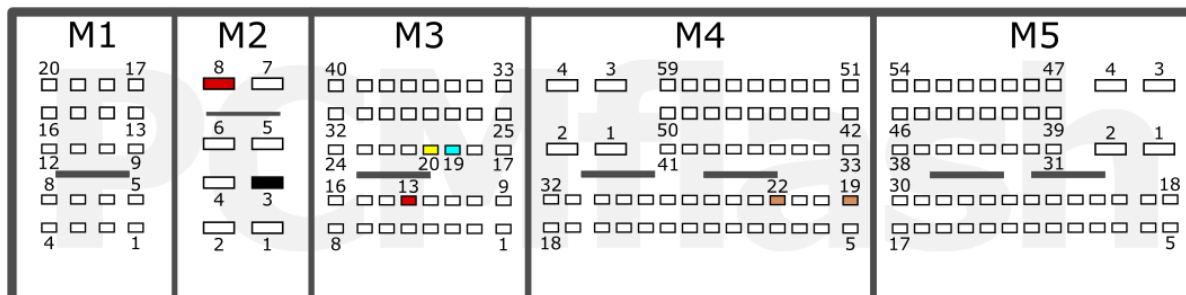 M1 M2 M3 M4 M5
20 17 8 7 40 33 4 3 59 51 54 47 4 3
16 13 6 5 32 25 2 1 50 42 46 39 2 1
12 9 24 20 19 17 41 33 38 31
8 5 4 3 16 13 9 32 22 19 30 18
4 1 2 1 8 1 18 5 17 5
PCMflash